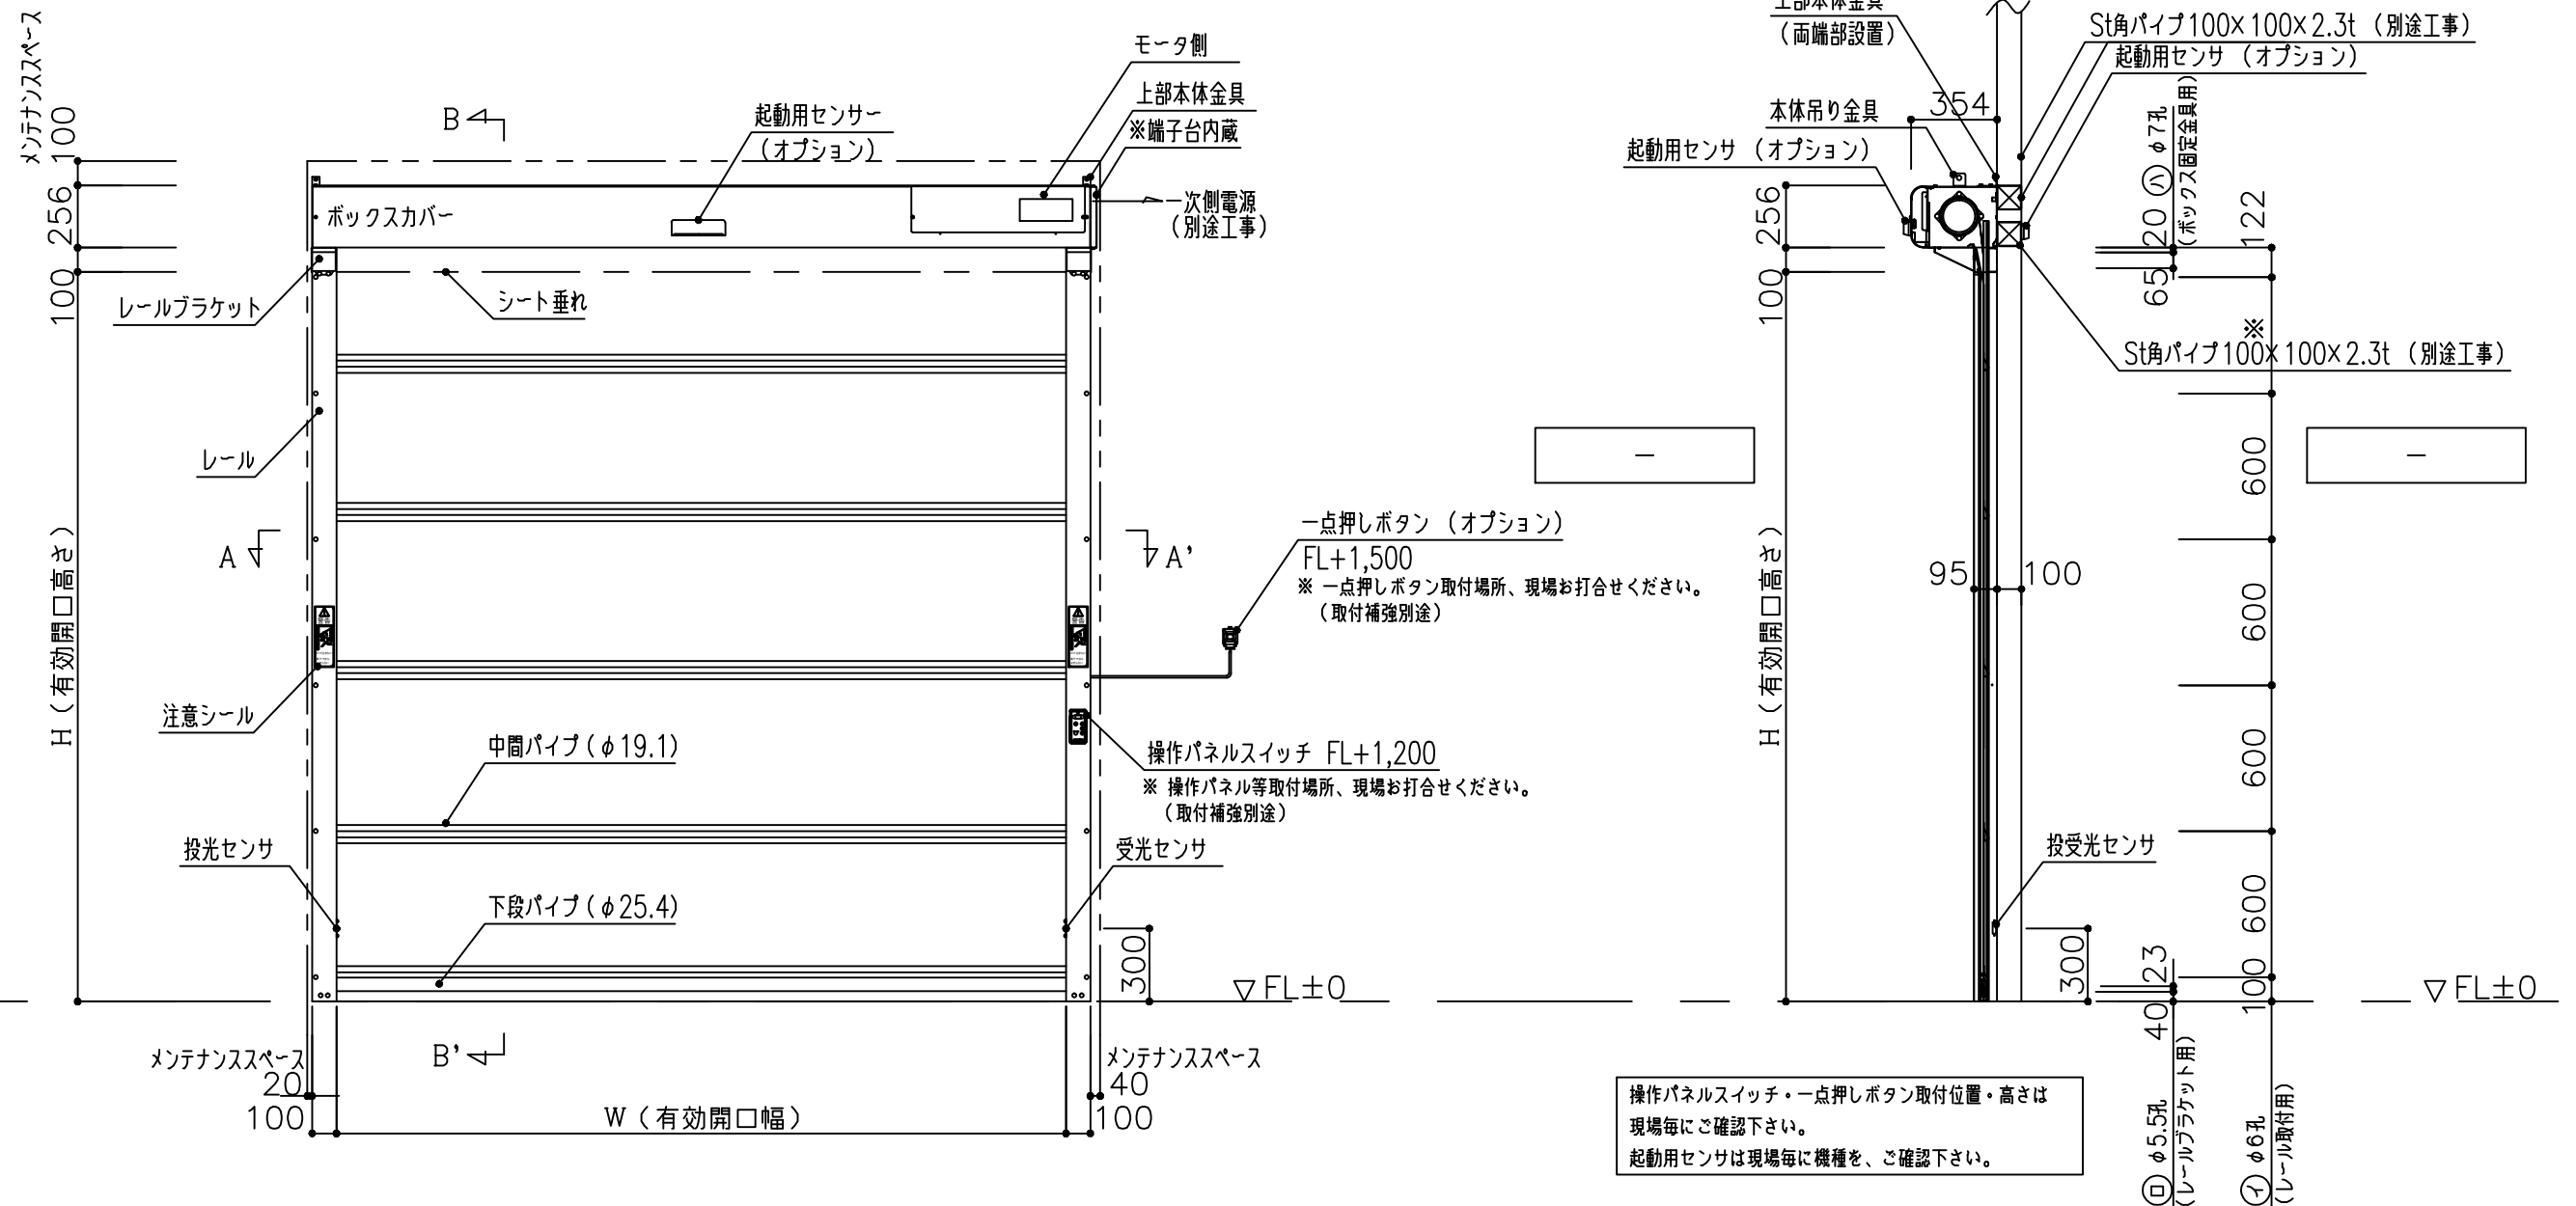 メンテナンススペース
100
256
100
H（有効開口高さ）
B
起動用センサー
（オプション）
モータ側
上部本体金具
※端子台内蔵
一次側電源
（別途工事）
ボックスカバー
レールブラケット
シート垂れ
レール
A
A'
一点押しボタン （オプション）
FL+1,500
※ 一点押しボタン取付場所、現場お打合せください。
（取付補強別途）
注意シール
中間パイプ（φ19.1）
操作パネルスイッチ FL+1,200
※ 操作パネル等取付場所、現場お打合せください。
（取付補強別途）
投光センサ
受光センサ
下段パイプ（φ25.4）
300
▽ FL±0
B'
メンテナンススペース
20
100
W（有効開口幅）
メンテナンススペース
40
100
上部本体金具
（両端部設置）
354
本体吊り金具
起動用センサ （オプション）
St角パイプ100×100×2.3t （別途工事）
起動用センサ （オプション）
256
100
H（有効開口高さ）
20 ハ φ7孔
（ボックス固定金具用）
65
122
※
St角パイプ100×100×2.3t （別途工事）
－
－
95
100
600
600
600
600
100
投受光センサ
300
23
40
▽ FL±0
ロ φ5.5孔
（レールブラケット用）
イ φ6孔
（レール取付用）
操作パネルスイッチ・一点押しボタン取付位置・高さは
現場毎にご確認下さい。
起動用センサは現場毎に機種を、ご確認下さい。